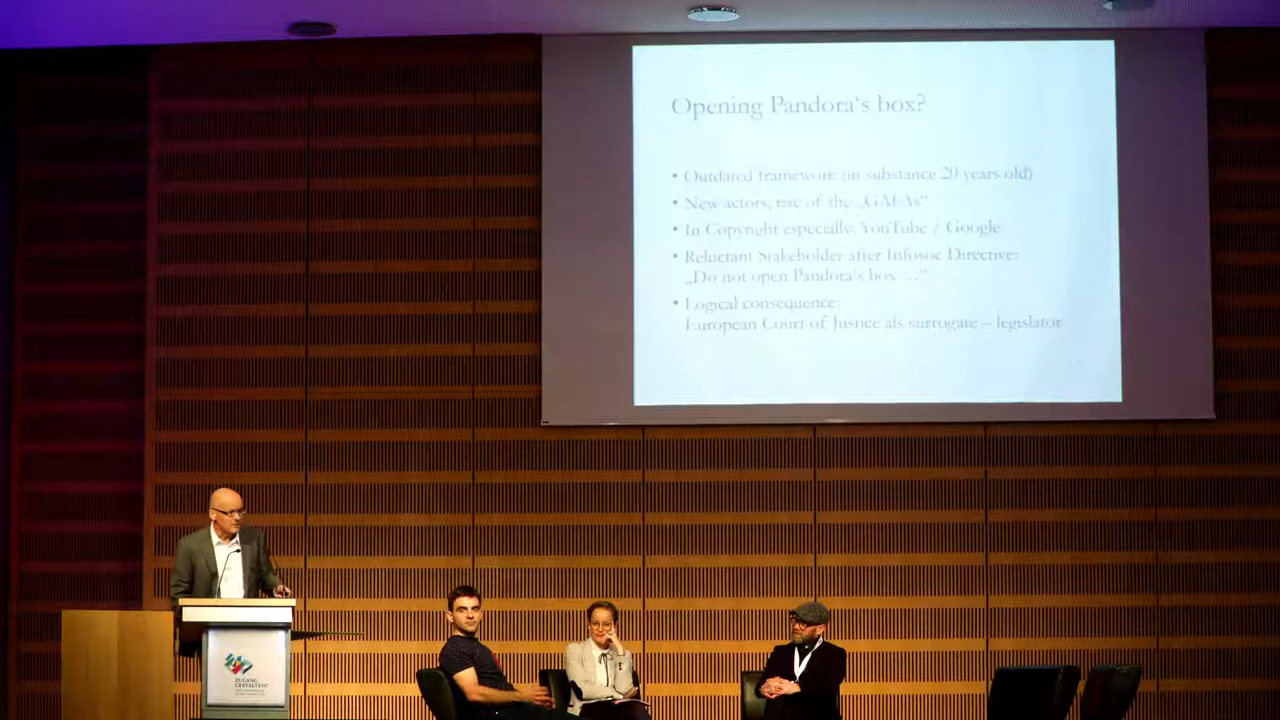 Opening Pandora's box?
• Outdated framework (in substance 20 years old)
• New actors, rise of the „GAFAs“
• In Copyright especially: YouTube / Google
• Reluctant Stakeholder after Infosoc Directive:
„Do not open Pandora's box …“
• Logical consequence:
European Court of Justice als surrogate – legislator
ZUGANG
GESTALTEN!